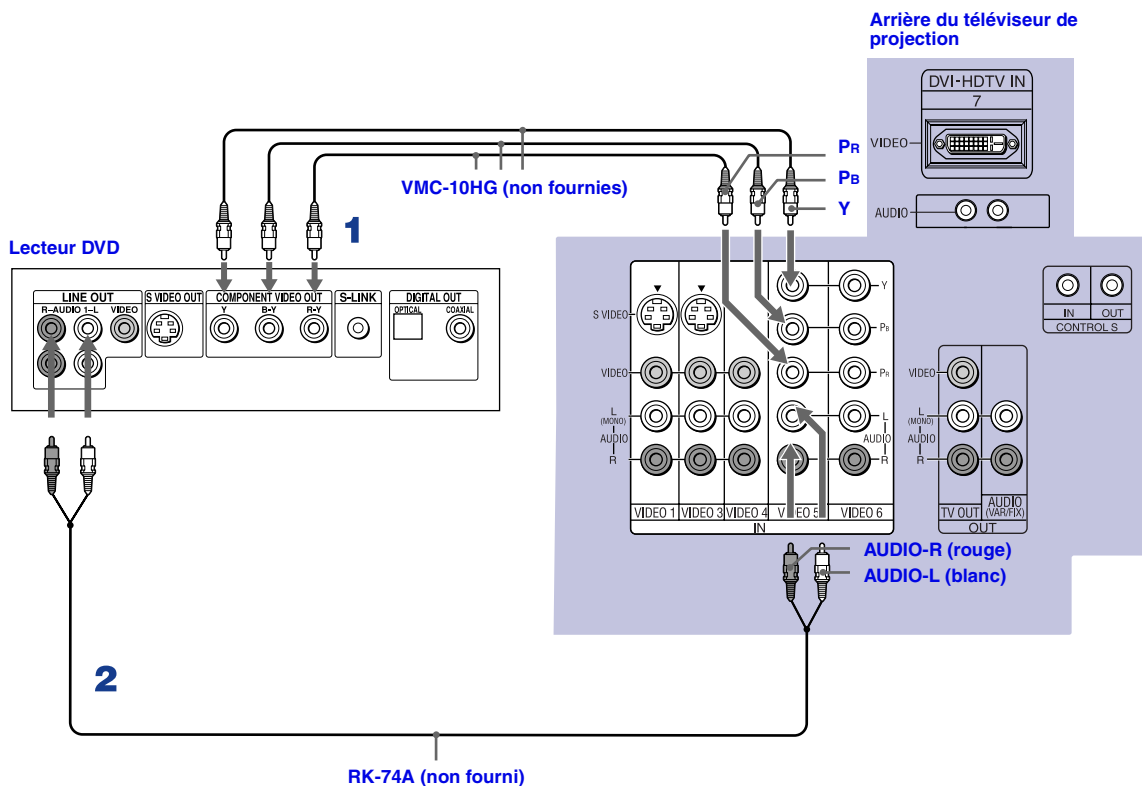 Arrière du téléviseur de
projection
DVI-HDTV IN
7
VIDEO
AUDIO
PR
PB
Y
VMC-10HG (non fournies)
1
Lecteur DVD
LINE OUT
R–AUDIO 1–L
VIDEO
S VIDEO OUT
COMPONENT VIDEO OUT
Y
B-Y
R-Y
S-LINK
DIGITAL OUT
OPTICAL
COAXIAL
S VIDEO
VIDEO
L
(MONO)
AUDIO
R
Y
PB
PR
L
AUDIO
R
VIDEO 1
VIDEO 3
VIDEO 4
VIDEO 5
VIDEO 6
IN
IN
OUT
CONTROL S
VIDEO
L
(MONO)
AUDIO
R
TV OUT
AUDIO
(VAR/FIX)
OUT
AUDIO-R (rouge)
AUDIO-L (blanc)
2
RK-74A (non fourni)